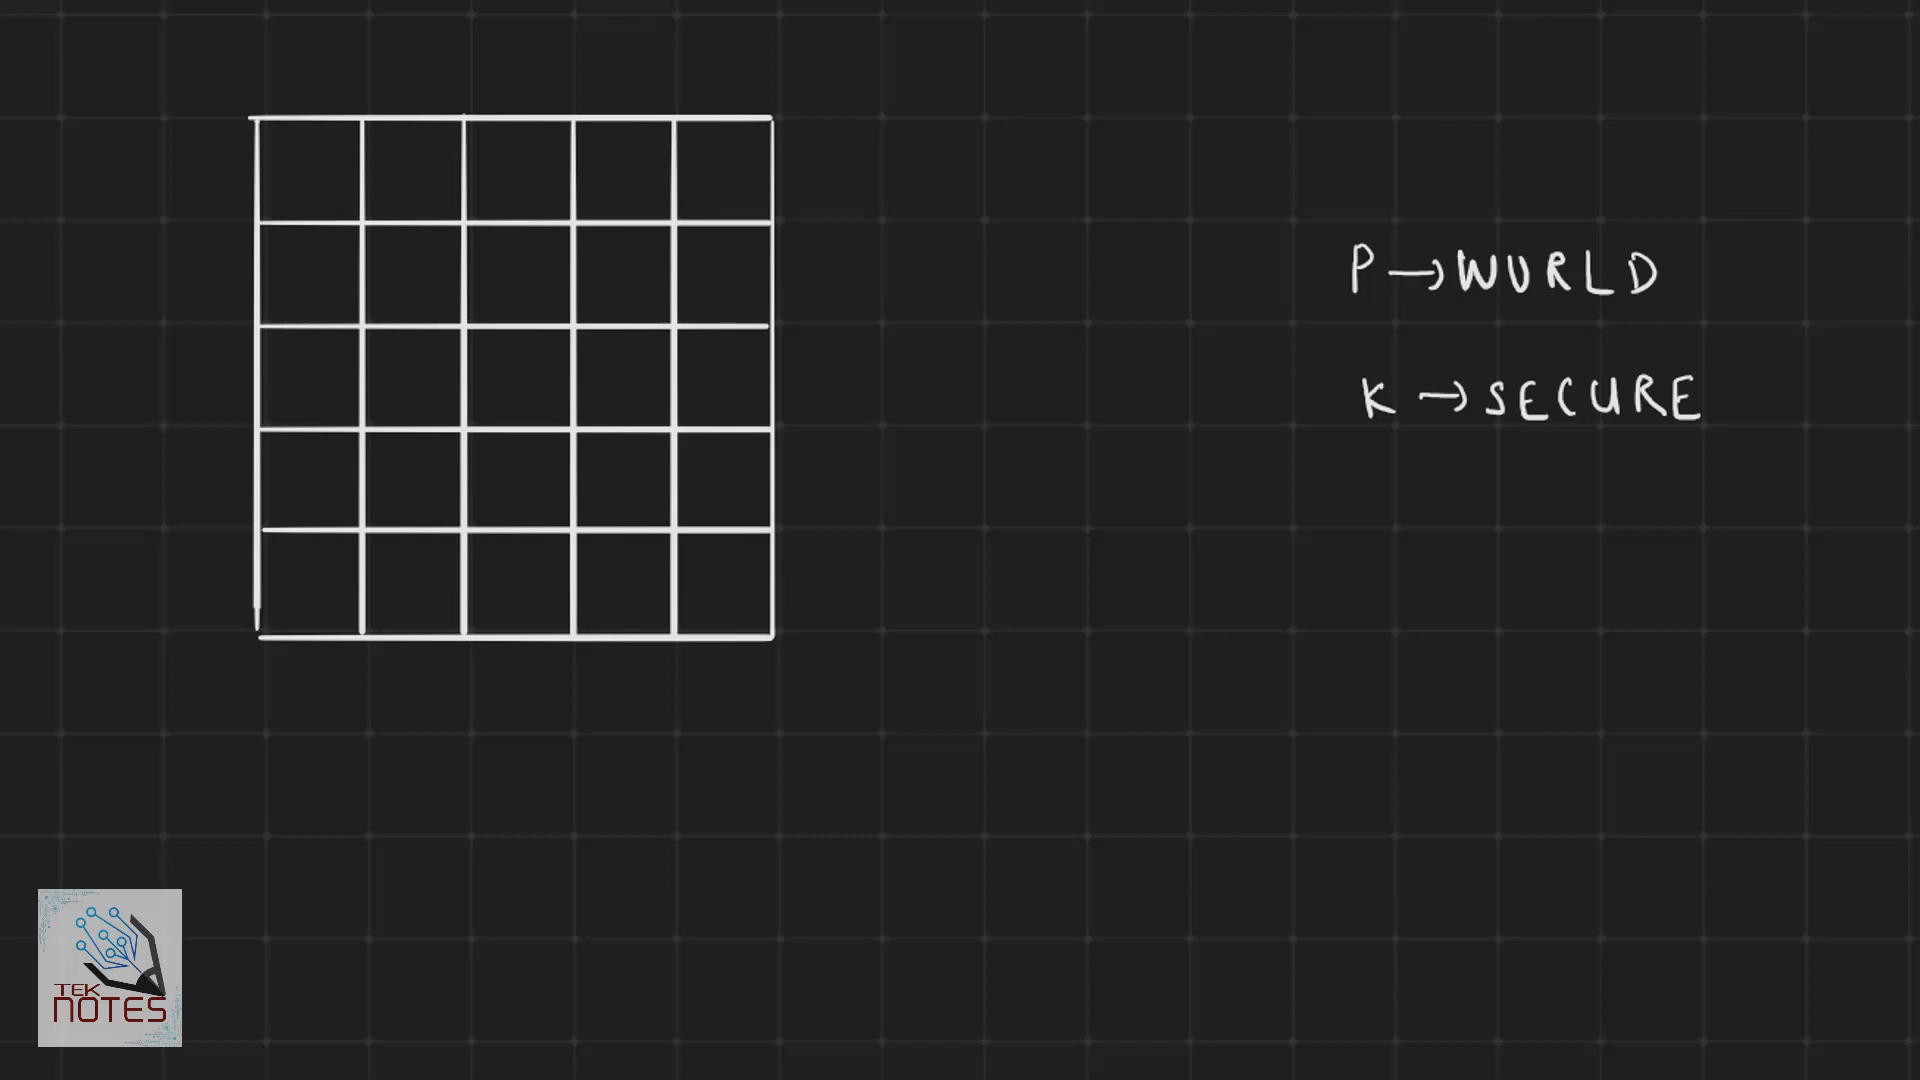 P → WURLD
K → SECURE
TEK
NOTES